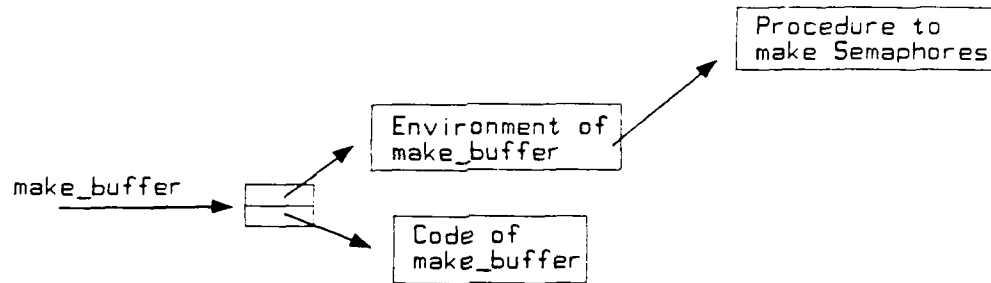 Procedure to
make Semaphores
Environment of
make_buffer
make_buffer
Code of
make_buffer